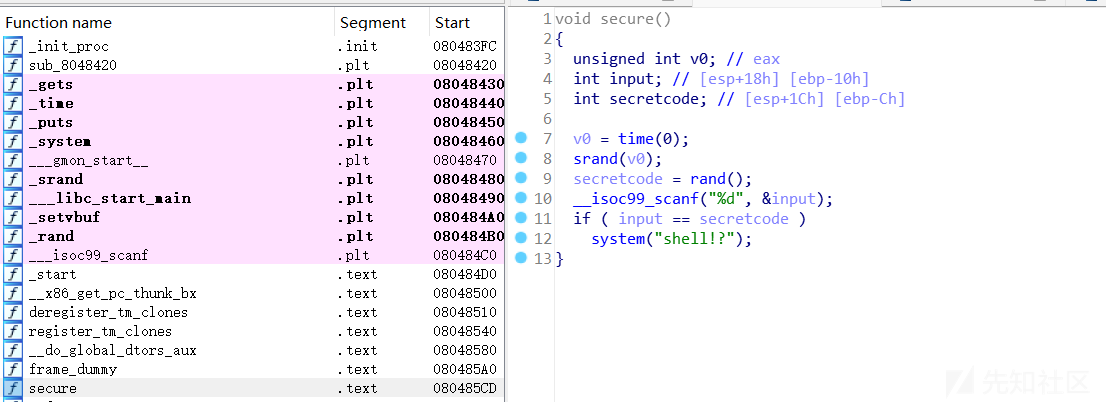 Function name Segment Start
f _init_proc .init 080483FC
f sub_8048420 .plt 08048420
f _gets .plt 08048430
f _time .plt 08048440
f _puts .plt 08048450
f _system .plt 08048460
f ___gmon_start__ .plt 08048470
f _srand .plt 08048480
f ___libc_start_main .plt 08048490
f _setvbuf .plt 080484A0
f _rand .plt 080484B0
f ___isoc99_scanf .plt 080484C0
f _start .text 080484D0
f __x86_get_pc_thunk_bx .text 08048500
f deregister_tm_clones .text 08048510
f register_tm_clones .text 08048540
f __do_global_dtors_aux .text 08048580
f frame_dummy .text 080485A0
f secure .text 080485CD
1 void secure()
2 {
3 unsigned int v0; // eax
4 int input; // [esp+18h] [ebp-10h]
5 int secretcode; // [esp+1Ch] [ebp-Ch]
6
7 v0 = time(0);
8 srand(v0);
9 secretcode = rand();
10 __isoc99_scanf("%d", &input);
11 if ( input == secretcode )
12 system("shell!?");
13 }
先知社区